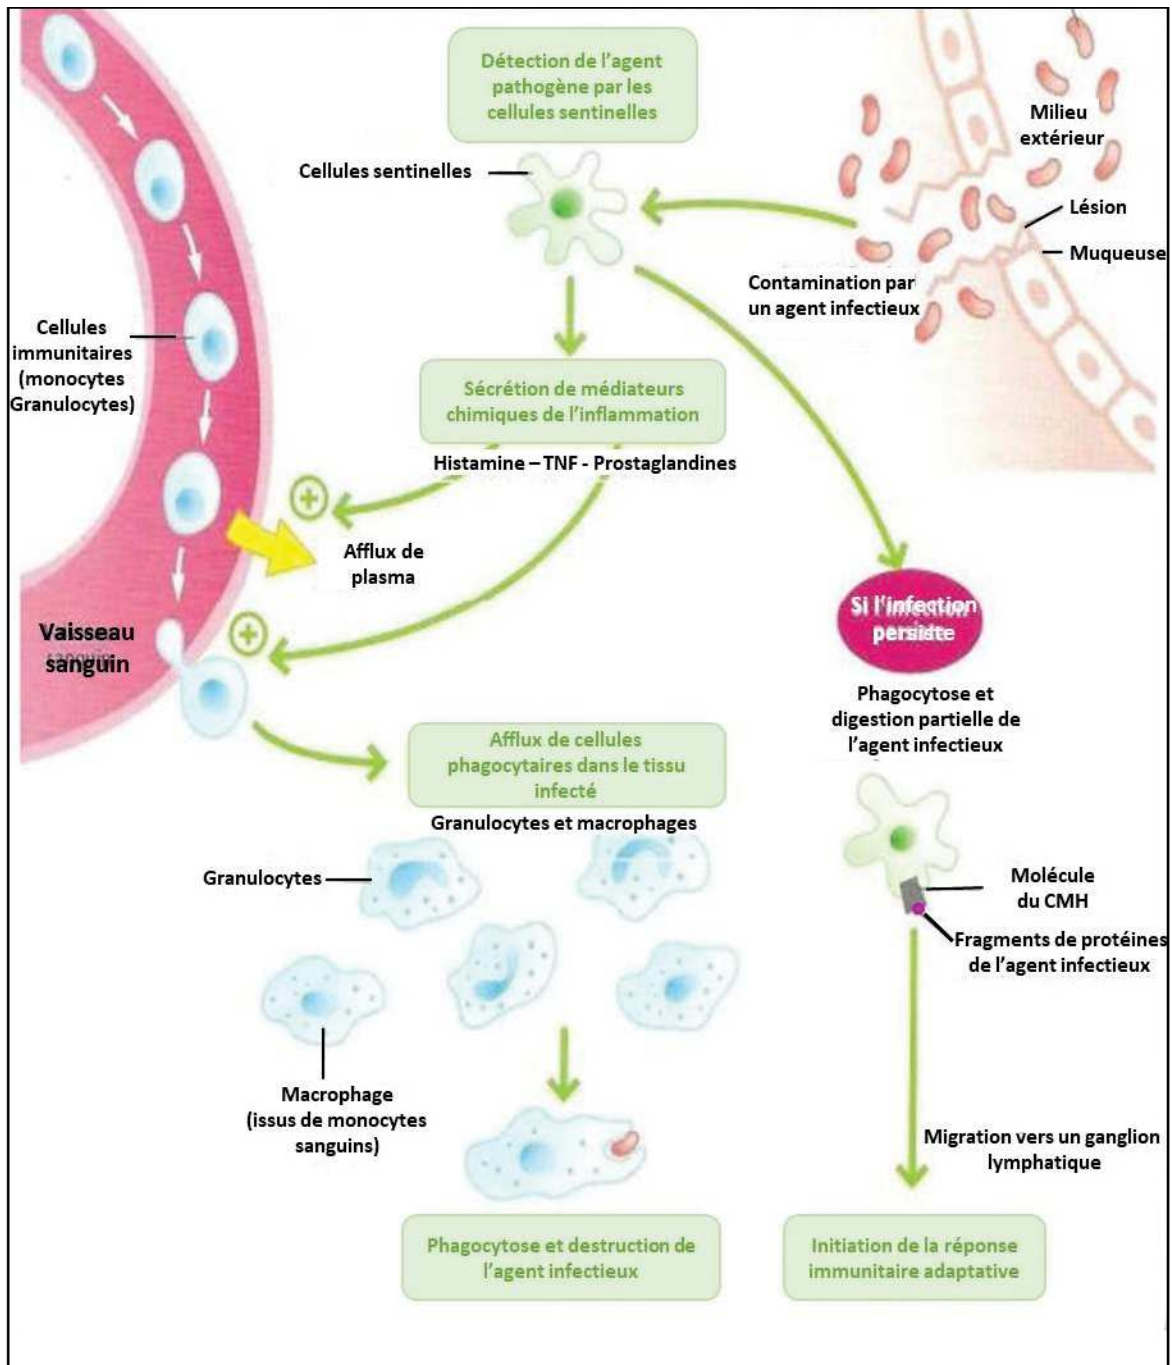 Détection de l'agent
pathogène par les
cellules sentinelles
Milieu
extérieur
Cellules sentinelles
Lésion
Muqueuse
Contamination par
un agent infectieux
Cellules
immunitaires
(monocytes
Granulocytes)
Sécrétion de médiateurs
chimiques de l'inflammation
Histamine – TNF - Prostaglandines
+
Afflux de
plasma
Si l'infection
persiste
+
Vaisseau
sanguin
Phagocytose et
digestion partielle de
l'agent infectieux
Afflux de cellules
phagocytaires dans le tissu
infecté
Granulocytes et macrophages
Granulocytes
Molécule
du CMH
Fragments de protéines
de l'agent infectieux
Macrophage
(issus de monocytes
sanguins)
Migration vers un ganglion
lymphatique
Phagocytose et destruction de
l'agent infectieux
Initiation de la réponse
immunitaire adaptative